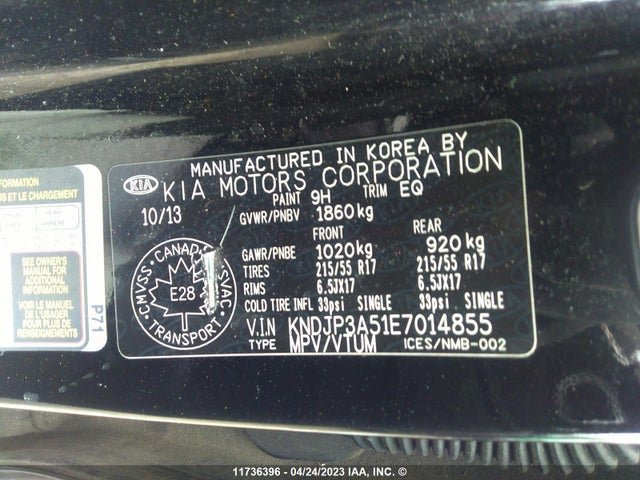 FORMATION
S ET LE CHARGEMENT
SEE OWNER'S
MANUAL FOR
ADDITIONAL
INFORMATION
VOIR LE MANUEL
DE L'USAGER
POUR PLUS DE
PT1
MANUFACTURED IN KOREA BY
KIA KIA MOTORS CORPORATION
10/13 PAINT 9H TRIM EQ
GVWR/PNBV 1860kg
FRONT REAR
GAWR/PNBE 1020kg 920kg
TIRES 215/55 R17 215/55 R17
RIMS 6.5JX17 6.5JX17
COLD TIRE INFL 33psi SINGLE 33psi SINGLE
V.I.N KNDJP3A51E7014855
TYPE MPV/VTUM ICES/NMB-002
CMVSS • CANADA • NSVAC • TRANSPORT •
E28
11736396 - 04/24/2023 IAA, INC. ©